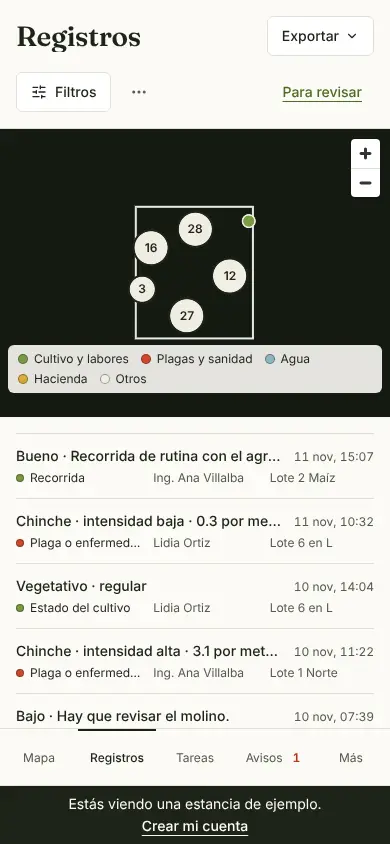 Registros
Exportar
Filtros
Para revisar
28
16
12
3
27
Cultivo y labores Plagas y sanidad Agua
Hacienda Otros
Bueno · Recorrida de rutina con el agr... 11 nov, 15:07
Recorrida Ing. Ana Villalba Lote 2 Maíz
Chinche · intensidad baja · 0.3 por me... 11 nov, 10:32
Plaga o enfermed... Lidia Ortiz Lote 6 en L
Vegetativo · regular 10 nov, 14:04
Estado del cultivo Lidia Ortiz Lote 6 en L
Chinche · intensidad alta · 3.1 por met... 10 nov, 11:22
Plaga o enfermed... Ing. Ana Villalba Lote 1 Norte
Bajo · Hay que revisar el molino. 10 nov, 07:39
Mapa Registros Tareas Avisos 1 Más
Estás viendo una estancia de ejemplo.
Crear mi cuenta